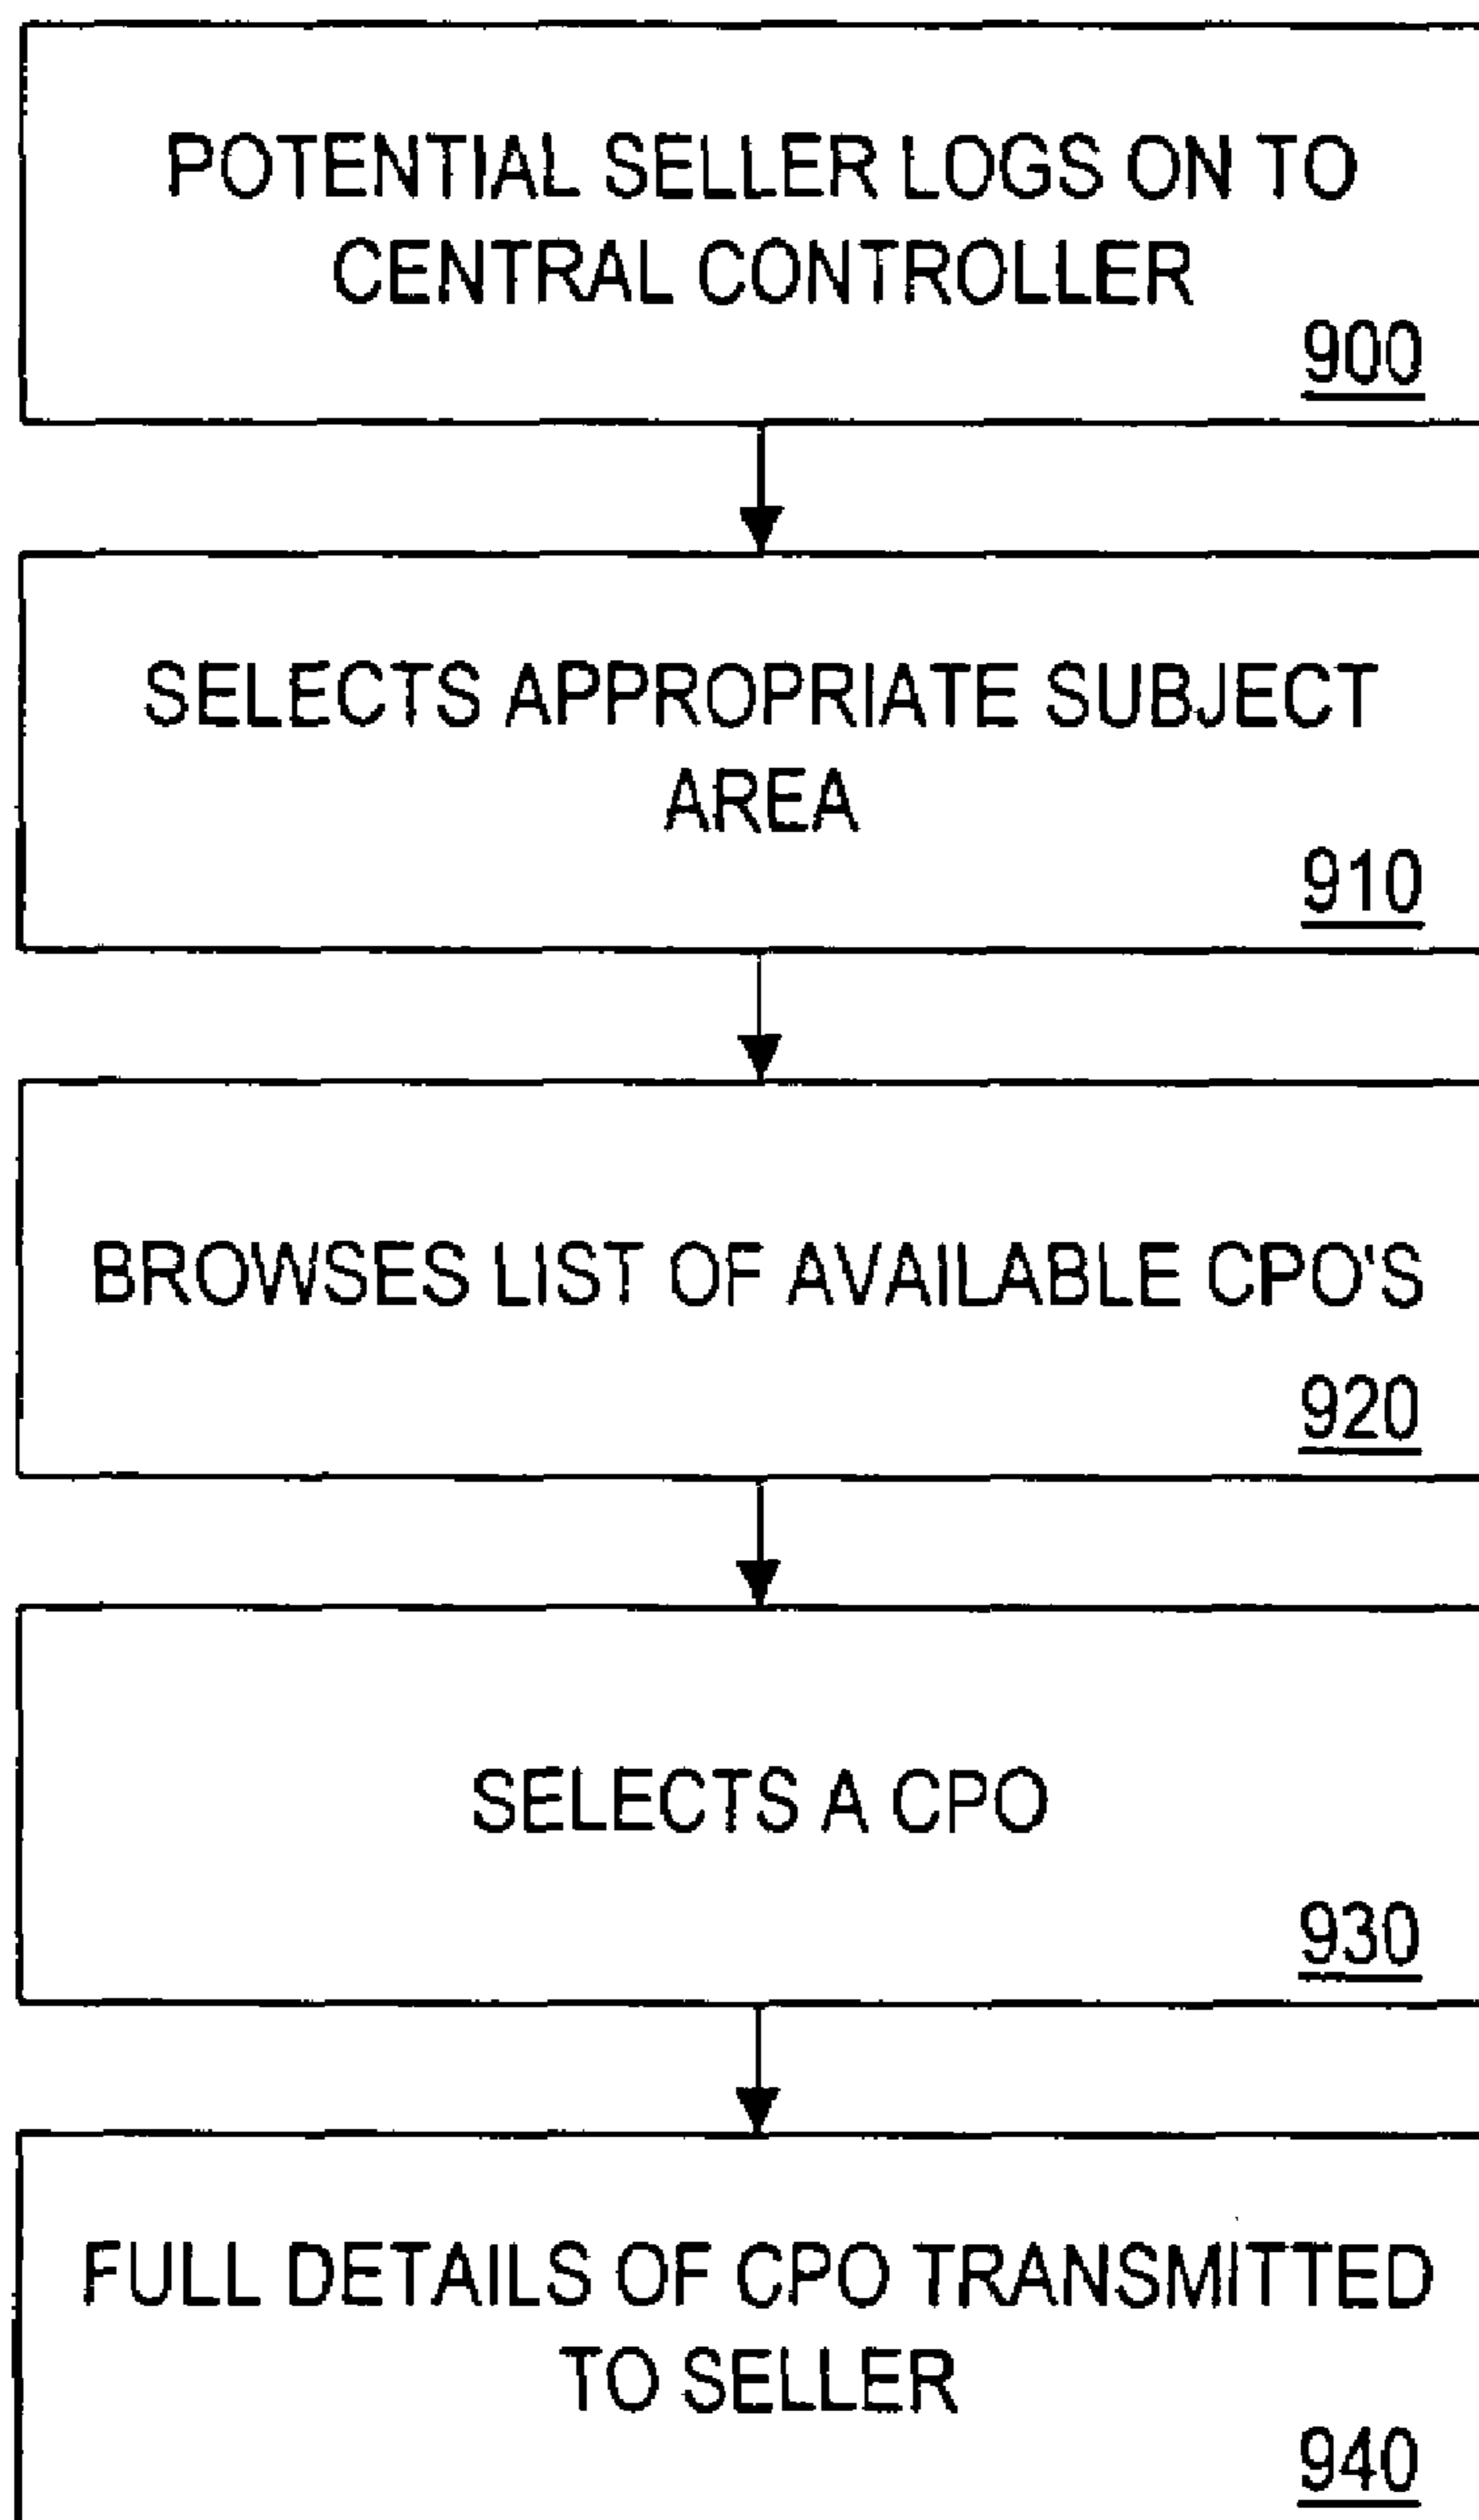 POTENTIAL SELLER LOGS ON TO
CENTRAL CONTROLLER
900
SELECTS APPROPRIATE SUBJECT
AREA
910
BROWSES LIST OF AVAILABLE CPO'S
920
SELECTS A CPO
930
FULL DETAILS OF CPO TRANSMITTED
TO SELLER
940